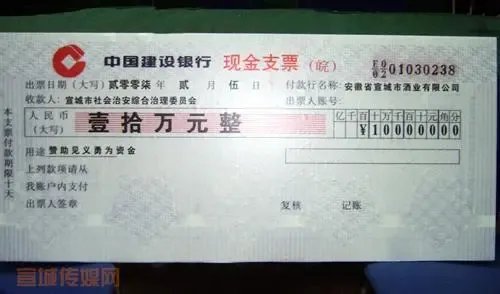 中国建设银行 现金支票(皖) E0/02 01030238
出票日期(大写) 贰零零柒 年 贰 月 伍 日 付款行名称:安徽省宣城市酒业有限公司
收款人:宣城市社会治安综合治理委员会 出票人账号:
人民币
(大写) 壹拾万元整
亿千百十万千百十元角分
¥10000000
用途 赞助见义勇为资金
上列款项请从
我账户内支付
出票人签章 复核 记账
本支票付款期限十天
宣城传媒网